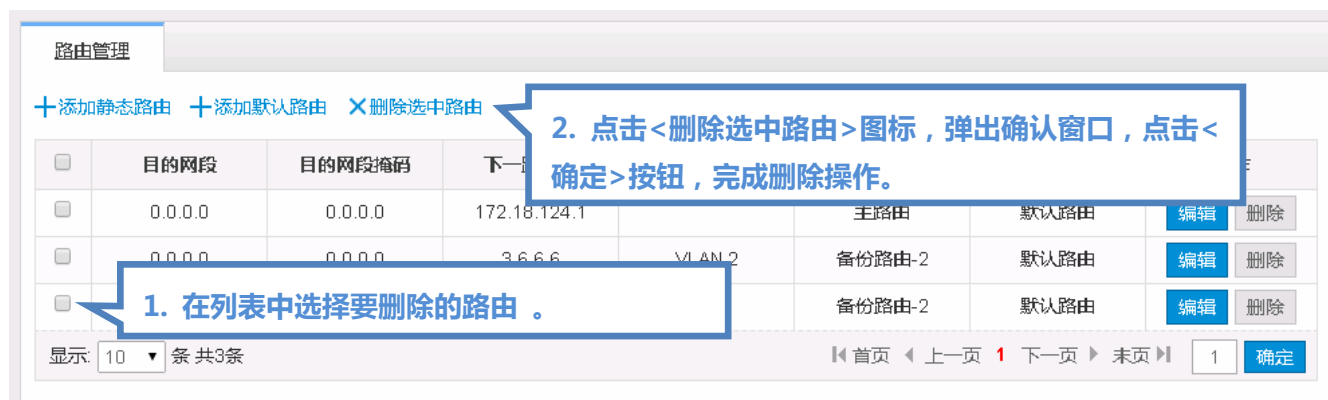 路由管理
添加静态路由 添加默认路由 删除选中路由
2. 点击<删除选中路由>图标，弹出确认窗口，点击<
确定>按钮，完成删除操作。
目的网段 目的网段掩码 下一
0.0.0.0 0.0.0.0 172.18.124.1 主路由 默认路由 编辑 删除
0.0.0.0 0.0.0.0 3.6.6.6 VLAN 2 备份路由-2 默认路由 编辑 删除
1. 在列表中选择要删除的路由 。
备份路由-2 默认路由 编辑 删除
显示: 10 条 共3条 首页 上一页 1 下一页 末页 1 确定